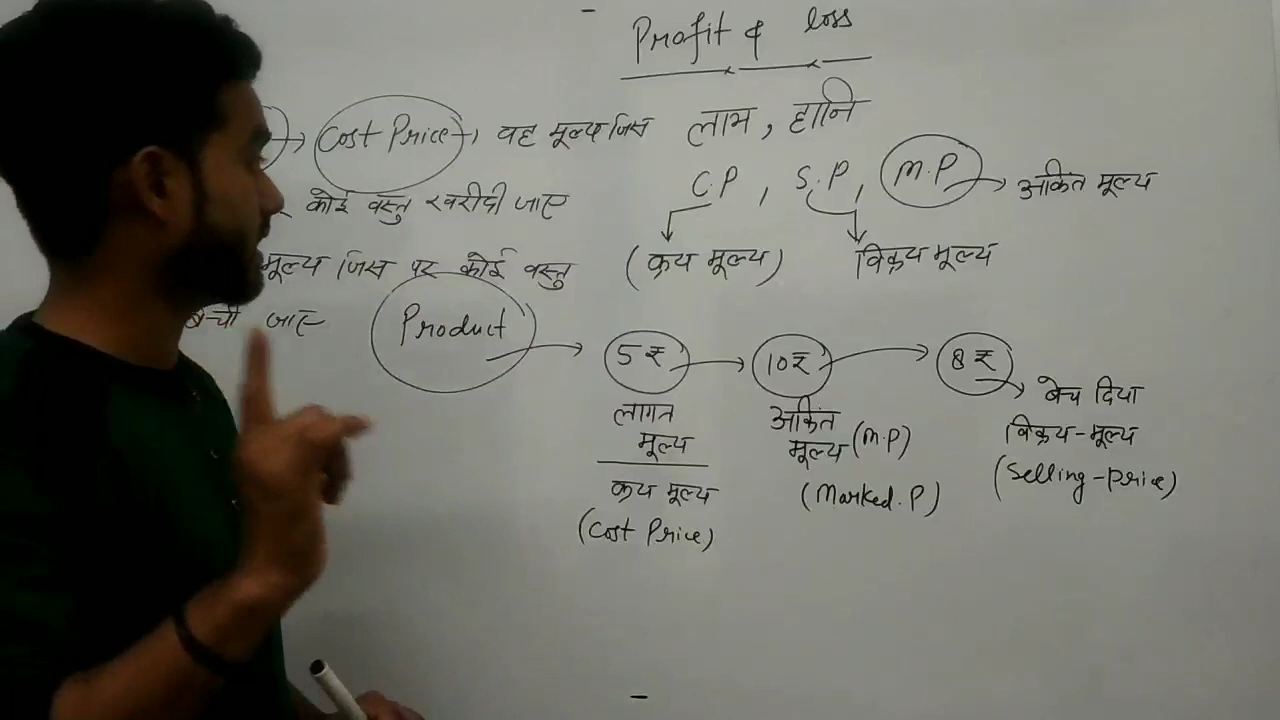 Profit & loss
लाभ, हानि
Cost Price → वह मूल्य जिस
कोई वस्तु खरीदी जाए
मूल्य जिस पर कोई वस्तु
बेची जाए
C.P, S.P, M.P → अंकित मूल्य
(क्रय मूल्य) विक्रय मूल्य
Product → 5 ₹ → 10 ₹ → 8 ₹ → बेच दिया
लागत
मूल्य
क्रय मूल्य
(Cost Price)
अंकित
मूल्य (M.P)
(Marked. P)
विक्रय-मूल्य
(Selling-Price)